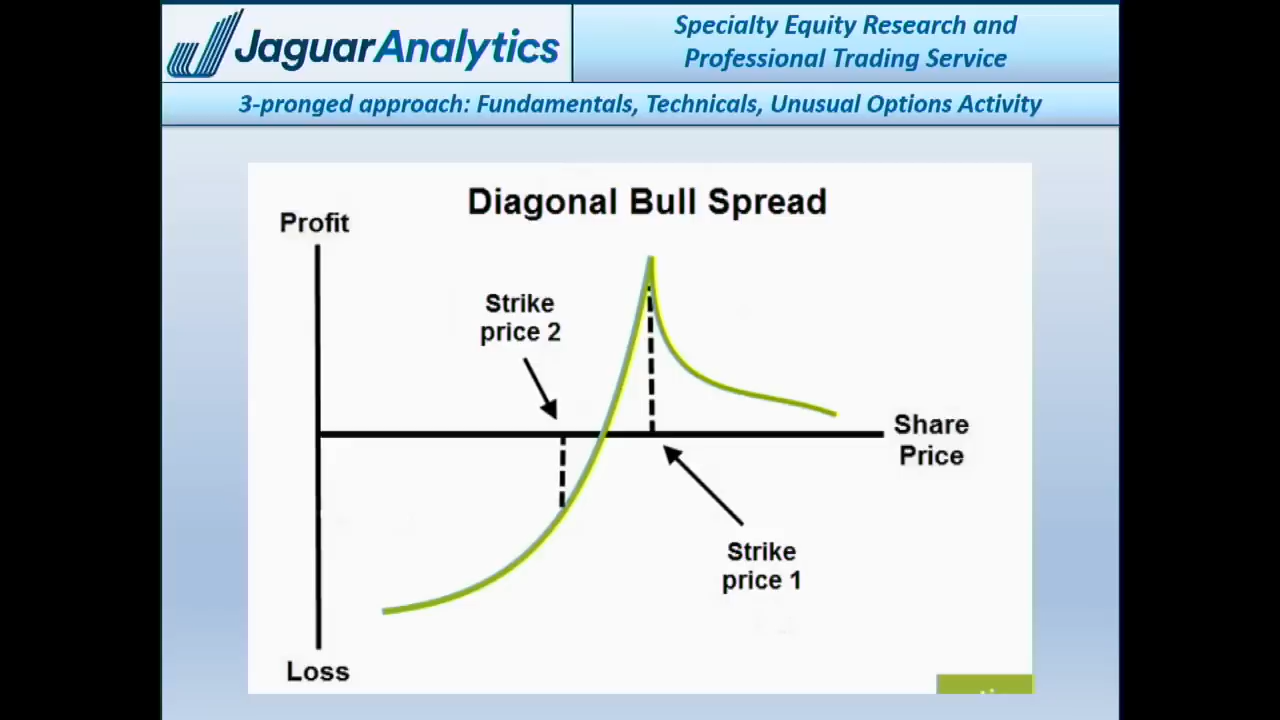 JaguarAnalytics
Specialty Equity Research and
Professional Trading Service
3-pronged approach: Fundamentals, Technicals, Unusual Options Activity
Diagonal Bull Spread
Profit
Strike
price 2
Share
Price
Strike
price 1
Loss